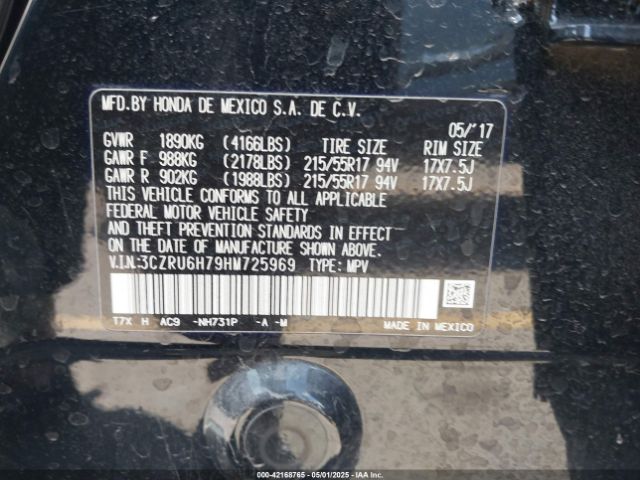 MFD.BY HONDA DE MEXICO S.A. DE C.V.
05/'17
GVWR 1890KG (4166LBS) TIRE SIZE RIM SIZE
GAWR F 988KG (2178LBS) 215/55R17 94V 17X7.5J
GAWR R 902KG (1988LBS) 215/55R17 94V 17X7.5J
THIS VEHICLE CONFORMS TO ALL APPLICABLE
FEDERAL MOTOR VEHICLE SAFETY
AND THEFT PREVENTION STANDARDS IN EFFECT
ON THE DATE OF MANUFACTURE SHOWN ABOVE.
V.I.N:3CZRU6H79HM725969 TYPE: MPV
T7X H AC9 -NH731P -A -M MADE IN MEXICO
000-42168765 - 05/01/2025 - IAA Inc.